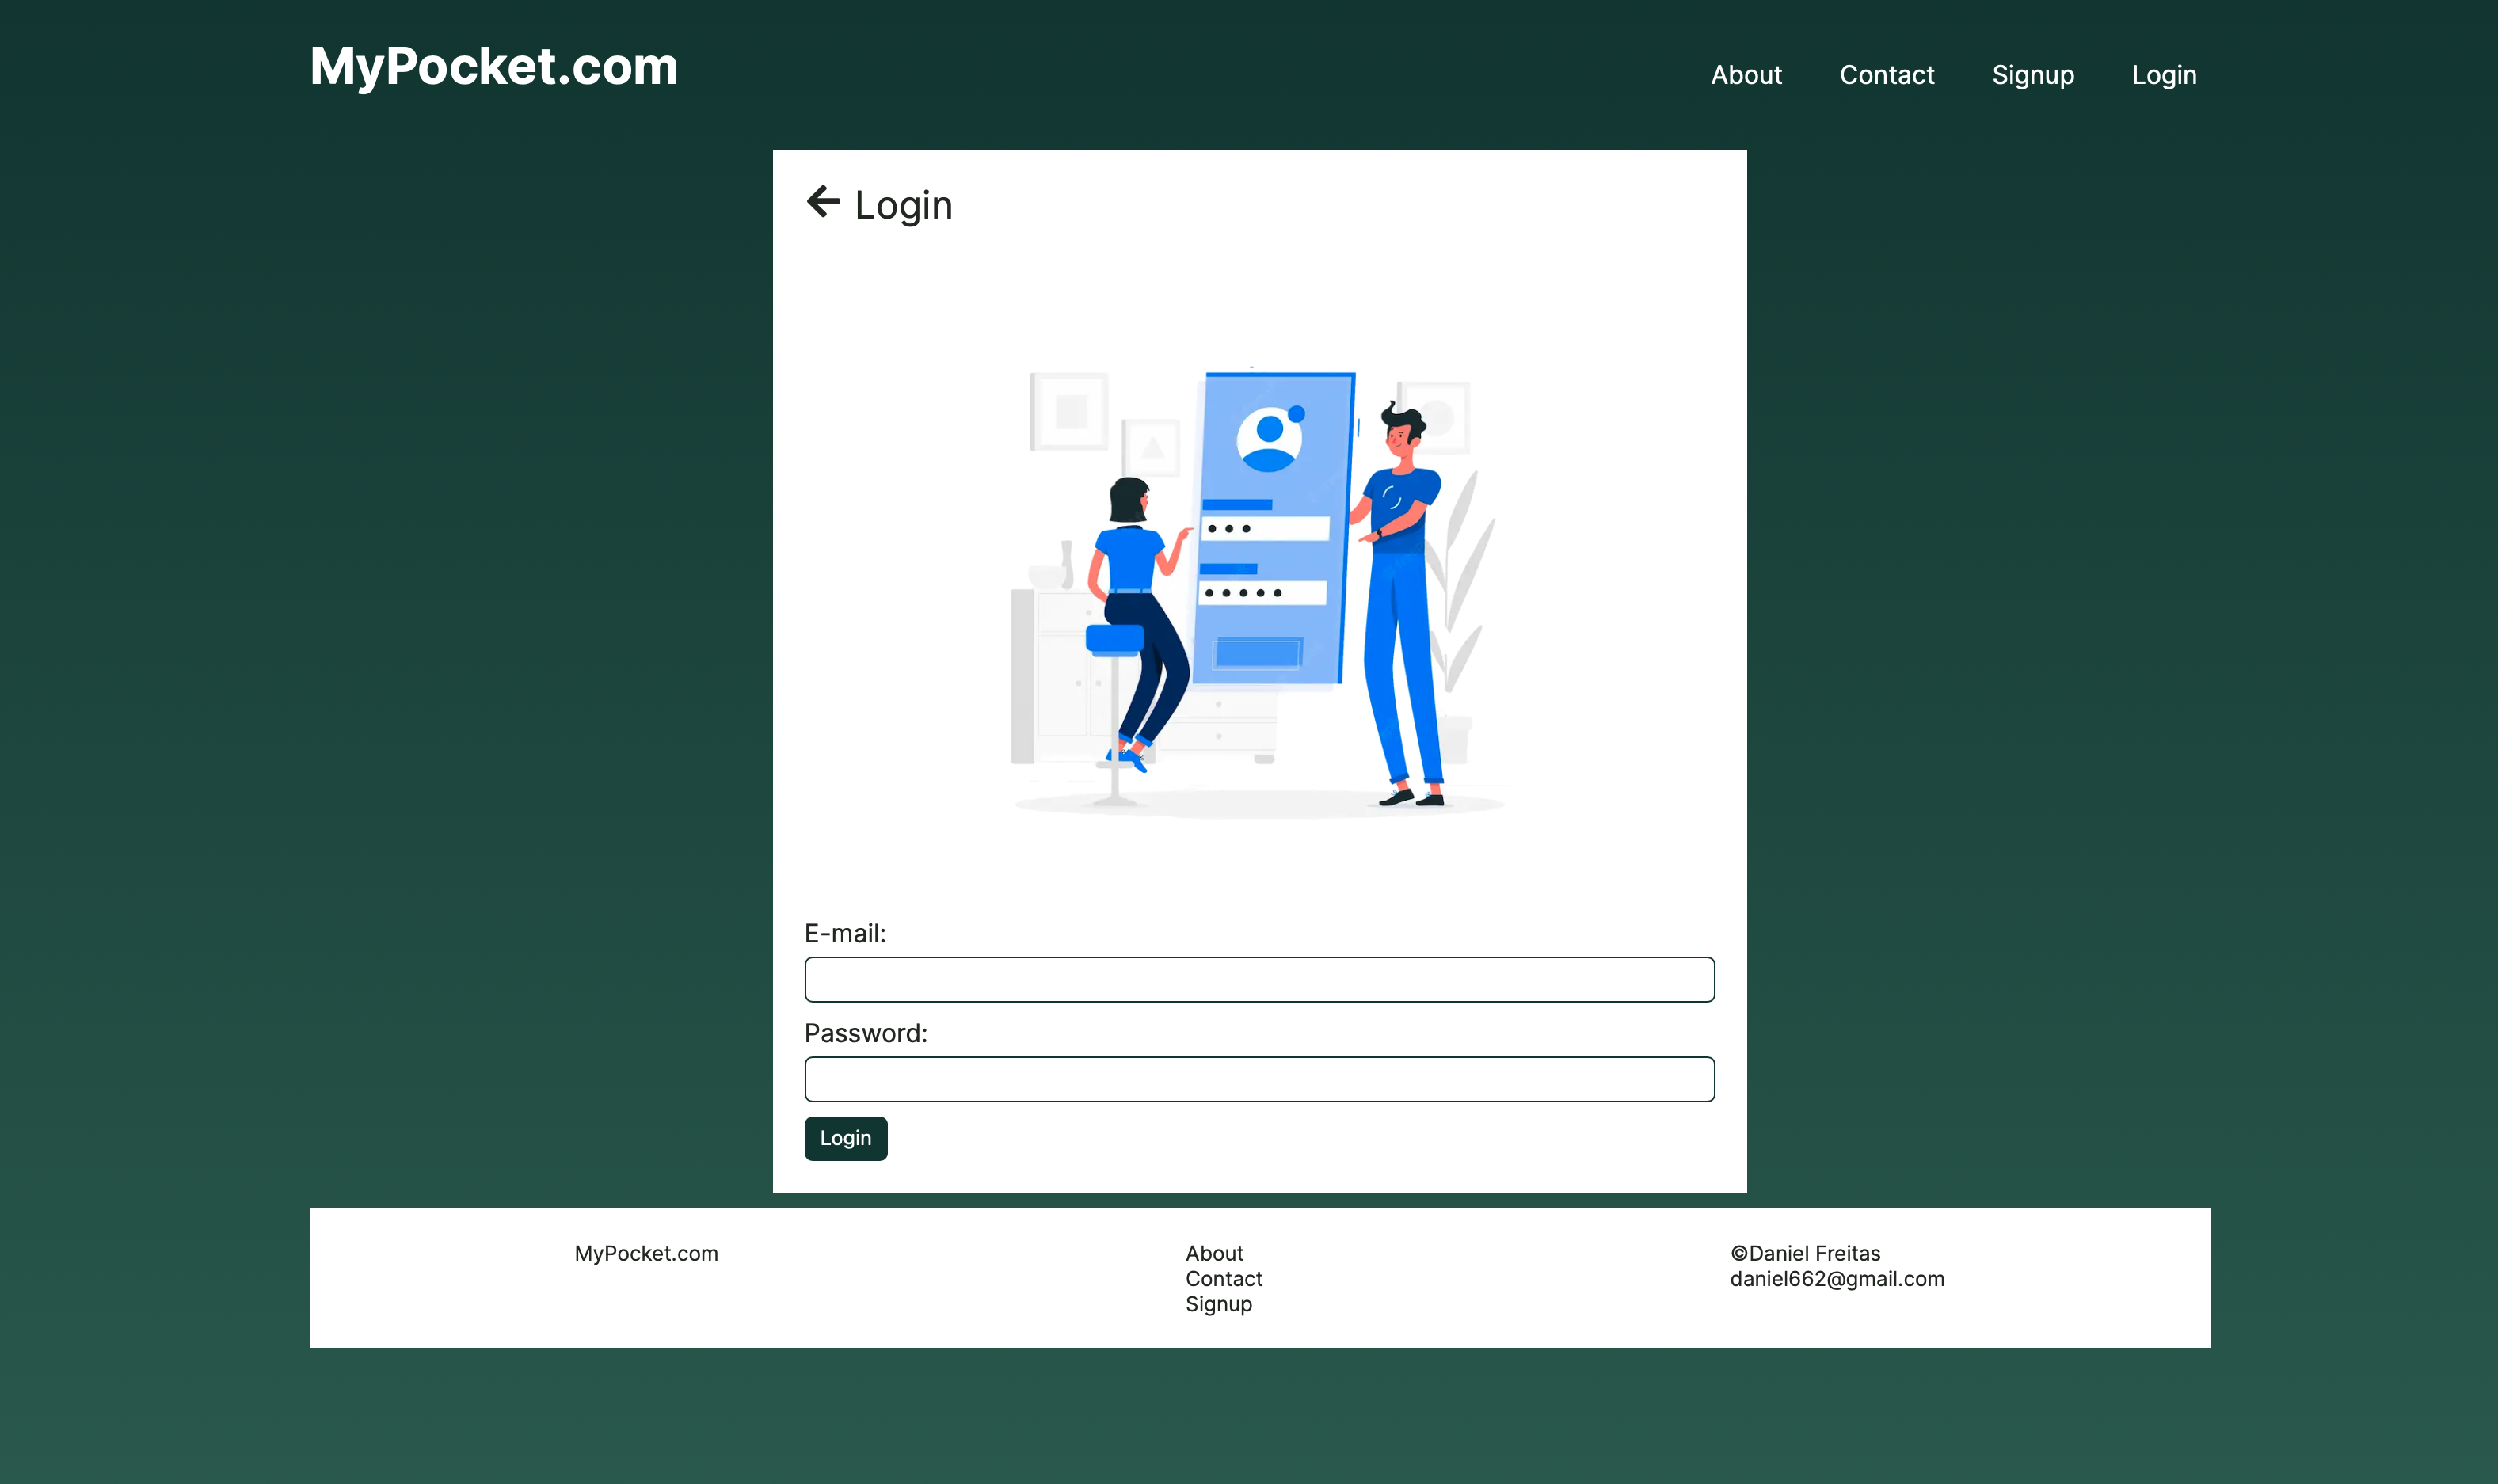 MyPocket.com
About Contact Signup Login
Login
E-mail:
Password:
Login
MyPocket.com
About
Contact
Signup
©Daniel Freitas
daniel662@gmail.com